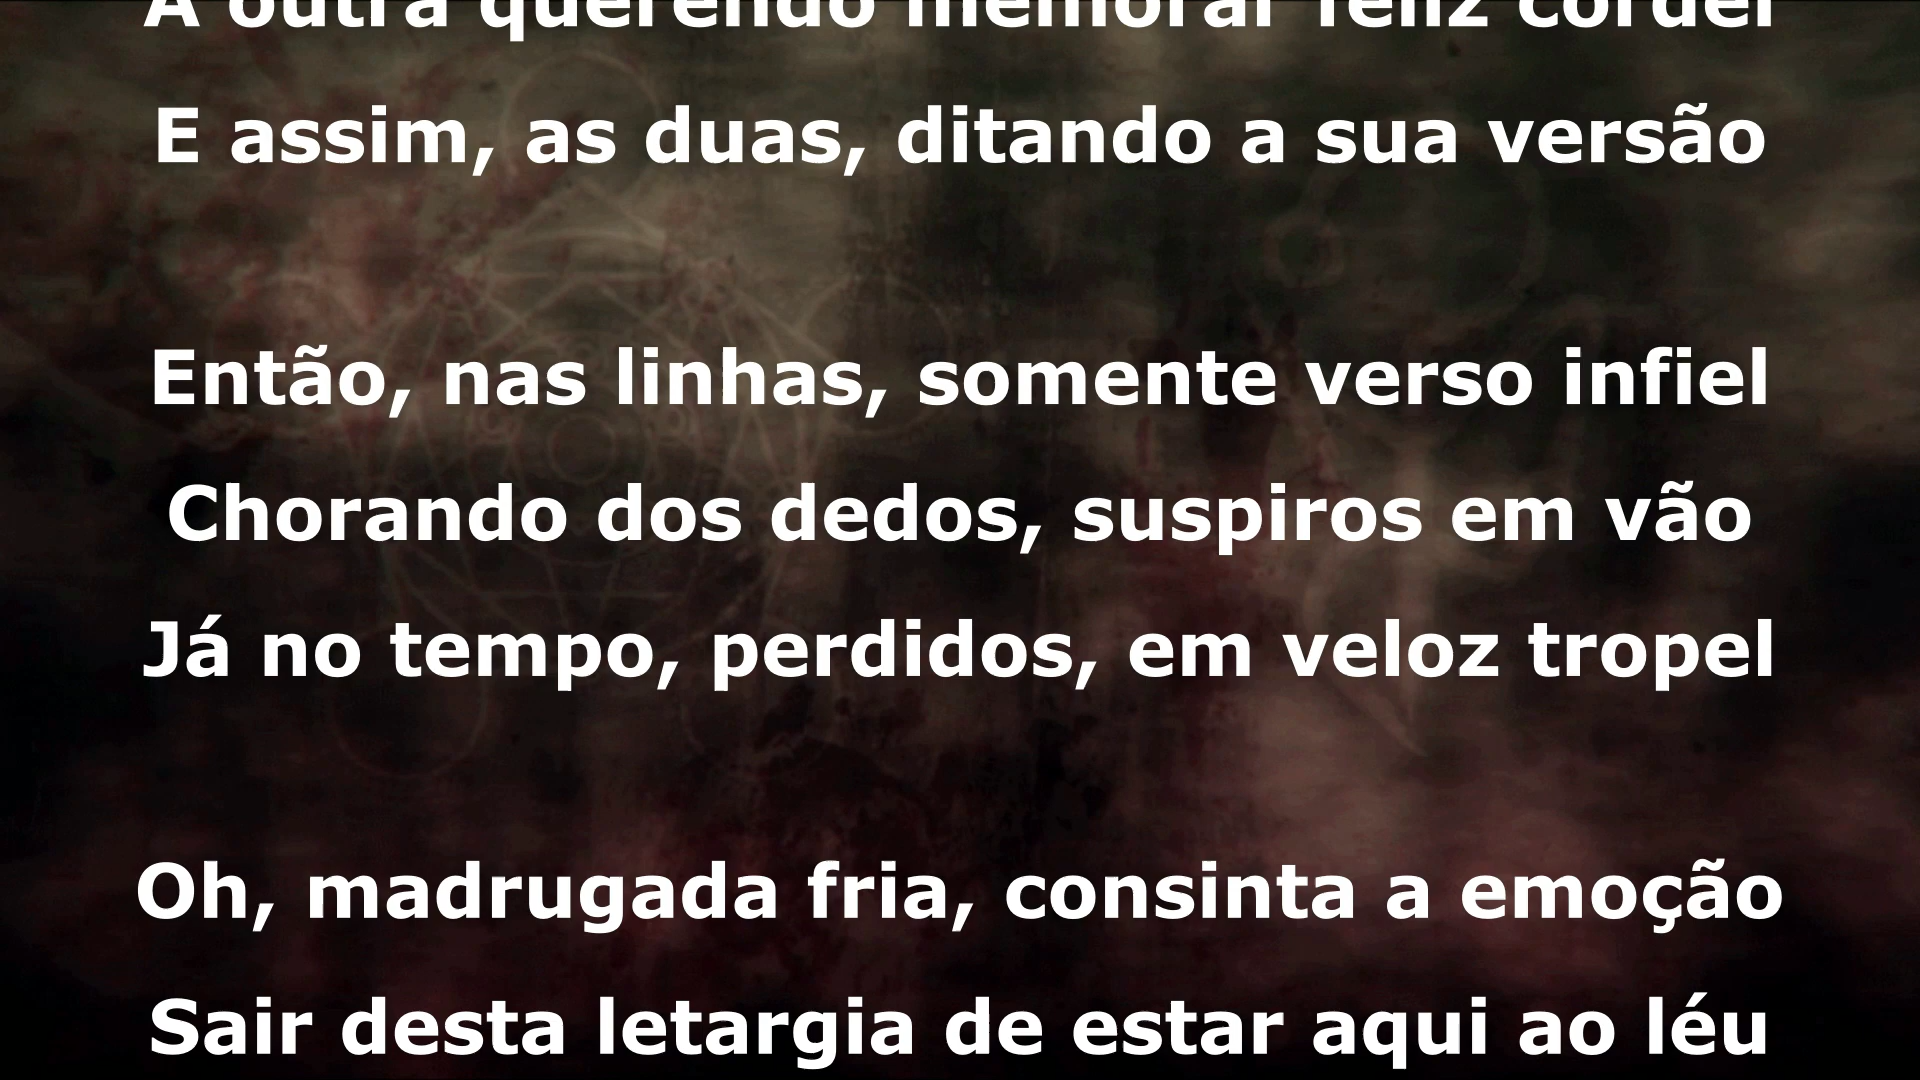 A outra querendo memorar feliz cordel
E assim, as duas, ditando a sua versão
Então, nas linhas, somente verso infiel
Chorando dos dedos, suspiros em vão
Já no tempo, perdidos, em veloz tropel
Oh, madrugada fria, consinta a emoção
Sair desta letargia de estar aqui ao léu